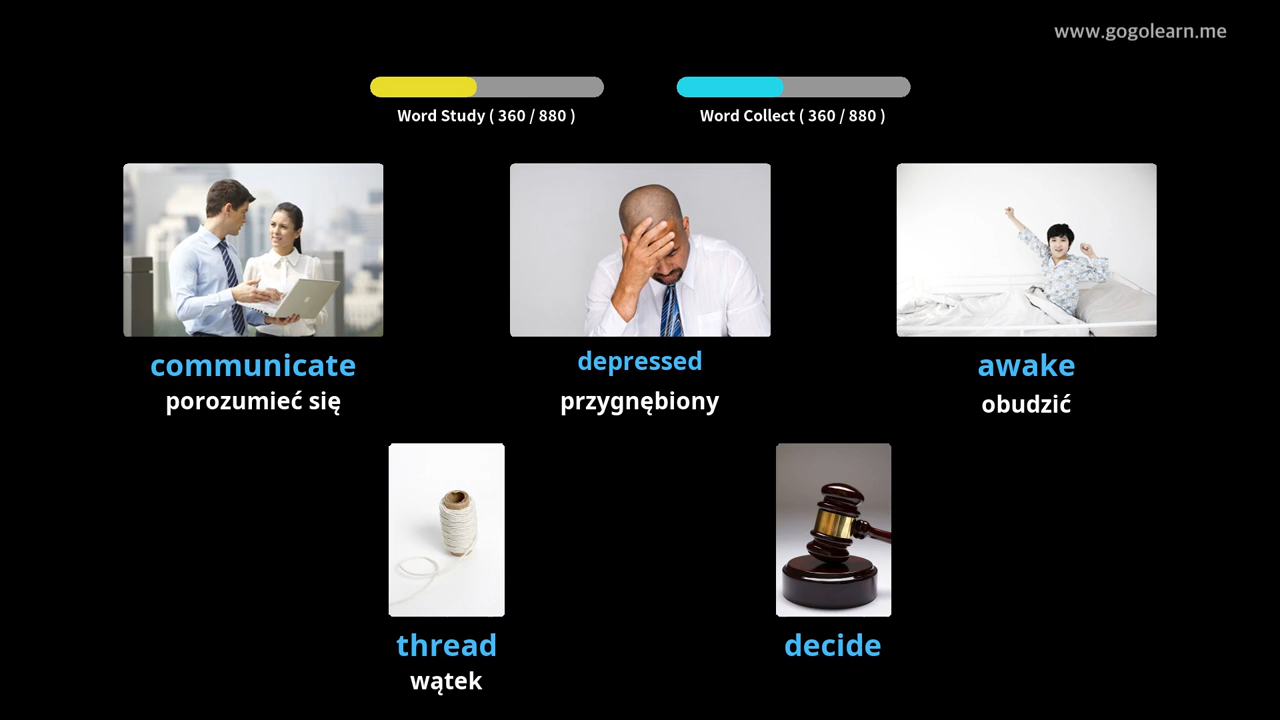 www.gogolearn.me
Word Study ( 360 / 880 )
Word Collect ( 360 / 880 )
communicate
porozumieć się
depressed
przygnębiony
awake
obudzić
thread
wątek
decide